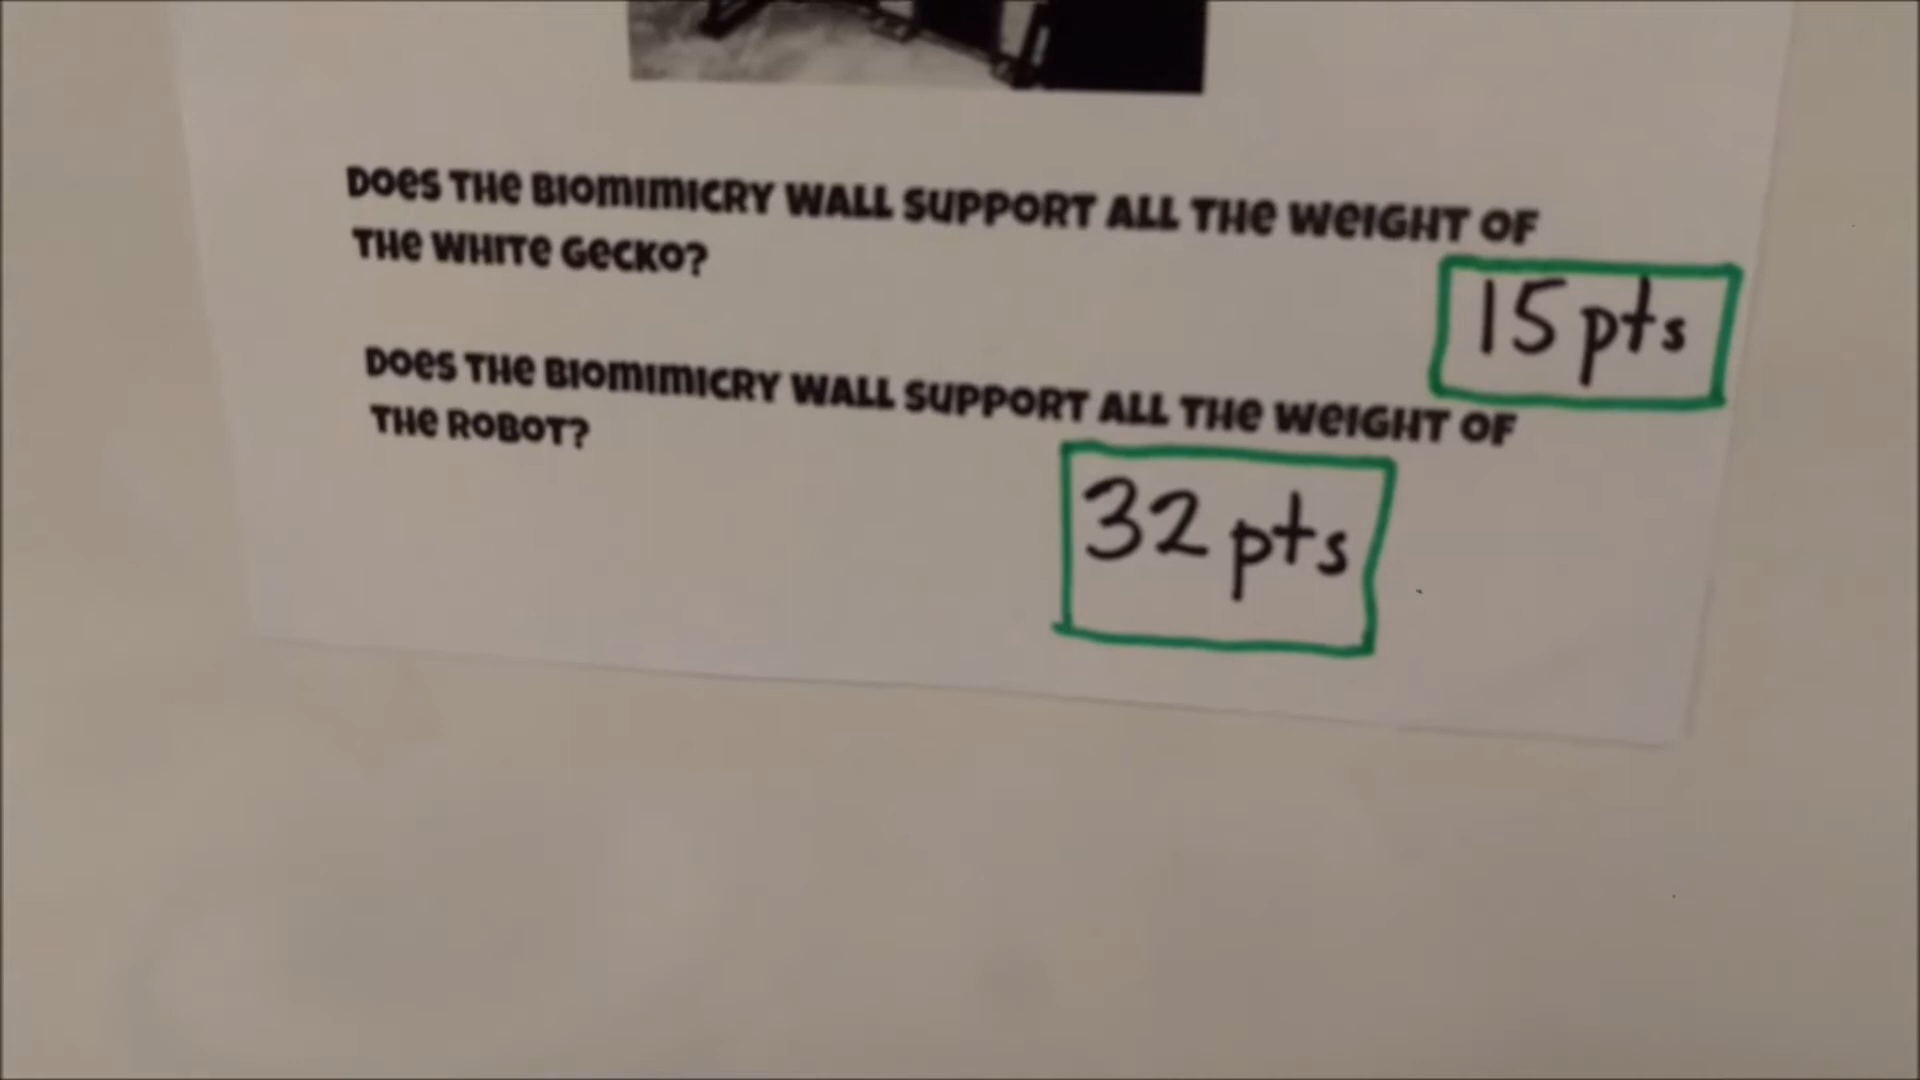 DOES THE BIOMIMICRY WALL SUPPORT ALL THE WEIGHT OF
THE WHITE GECKO?
15 pts
DOES THE BIOMIMICRY WALL SUPPORT ALL THE WEIGHT OF
THE ROBOT?
32 pts